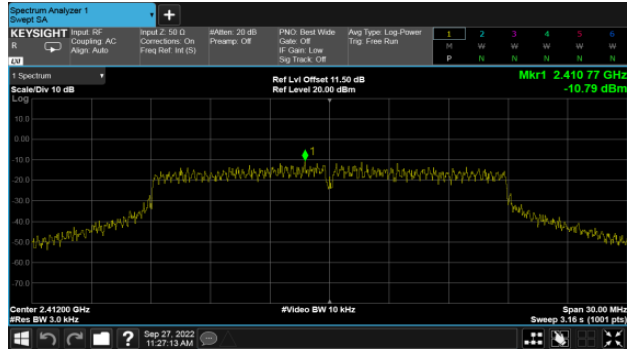 Spectrum Analyzer 1
Swept SA
+
KEYSIGHT
R
LXI
Input: RF
Coupling: AC
Align: Auto
Input Z: 50 Ω
Corrections: On
Freq Ref: Int (S)
#Atten: 20 dB
Preamp: Off
PNO: Best Wide
Gate: Off
IF Gain: Low
Sig Track: Off
Avg Type: Log-Power
Trig: Free Run
1 2 3 4 5 6
M W W W W W
P N N N N N
1 Spectrum
Scale/Div 10 dB
Ref Lvl Offset 11.50 dB
Ref Level 20.00 dBm
Mkr1 2.410 77 GHz
-10.79 dBm
Log
10.0
0.00
-10.0
-20.0
-30.0
-40.0
-50.0
-60.0
-70.0
1
Center 2.41200 GHz
#Res BW 3.0 kHz
#Video BW 10 kHz
Span 30.00 MHz
Sweep 3.16 s (1001 pts)
?
Sep 27, 2022
11:27:13 AM